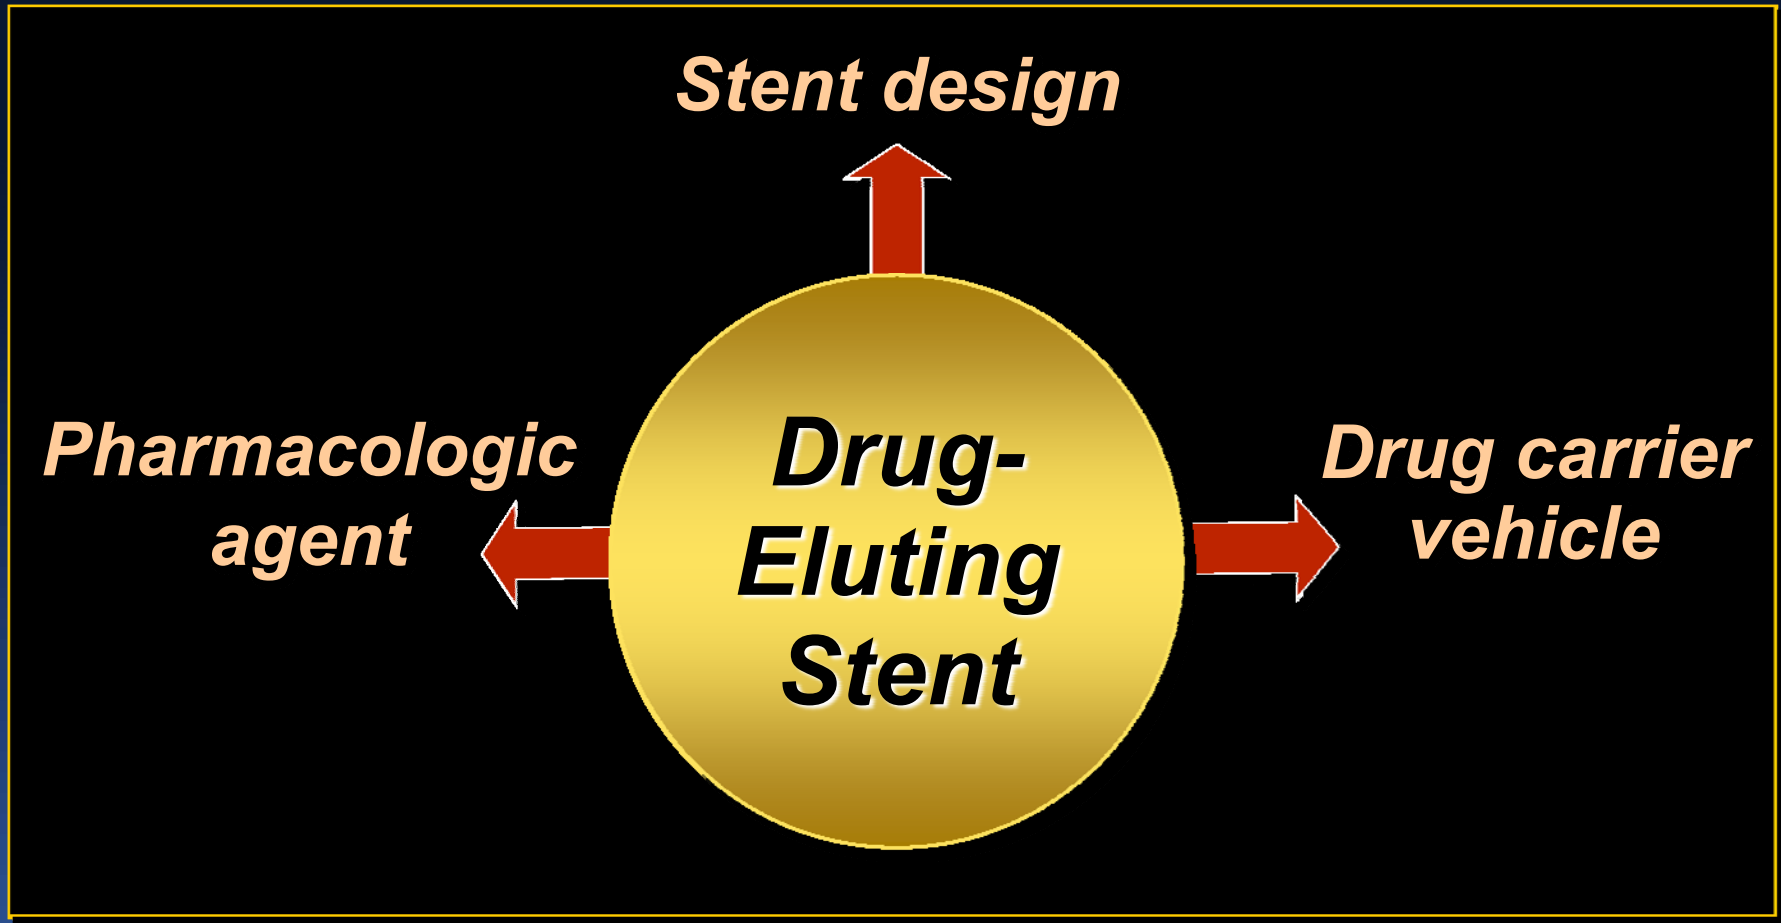 Stent design
Pharmacologic
agent
Drug-
Eluting
Stent
Drug carrier
vehicle